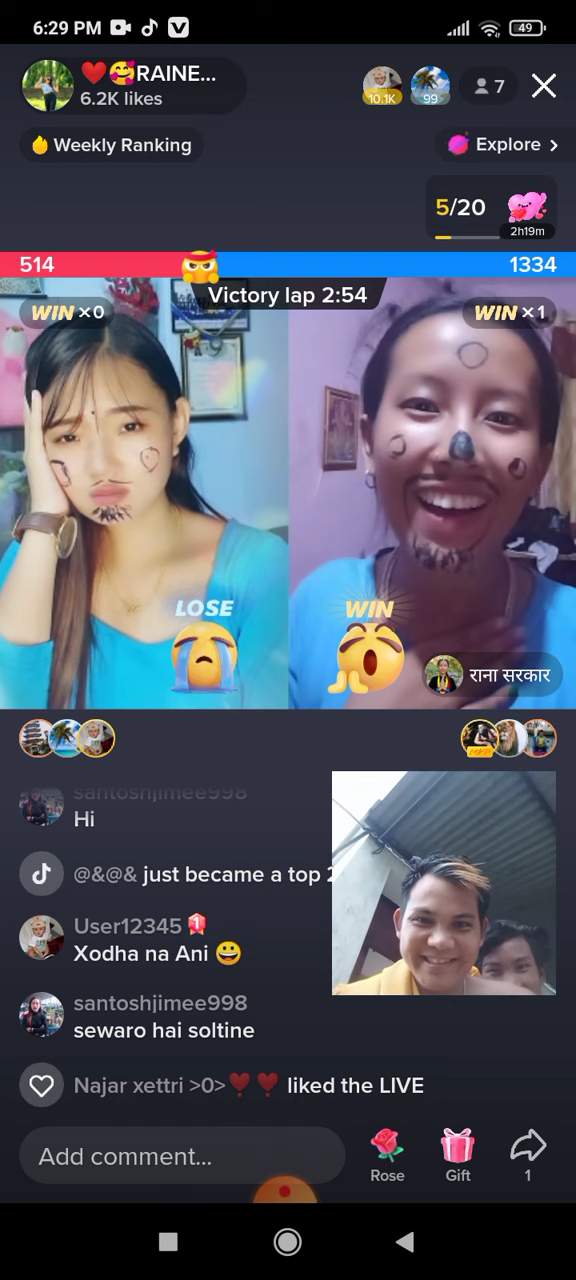 6:29 PM
49
❤️🥰RAINE...
6.2K likes
10.1K
99
7
Weekly Ranking
Explore
5/20
2h19m
514
1334
Victory lap 2:54
WIN ×0
WIN ×1
LOSE
WIN
राना सरकार
santoshjimee998
Hi
@&@& just became a top
User12345 1
Xodha na Ani 😀
santoshjimee998
sewaro hai soltine
Najar xettri >0>❣️❣️ liked the LIVE
Add comment...
Rose
Gift
1